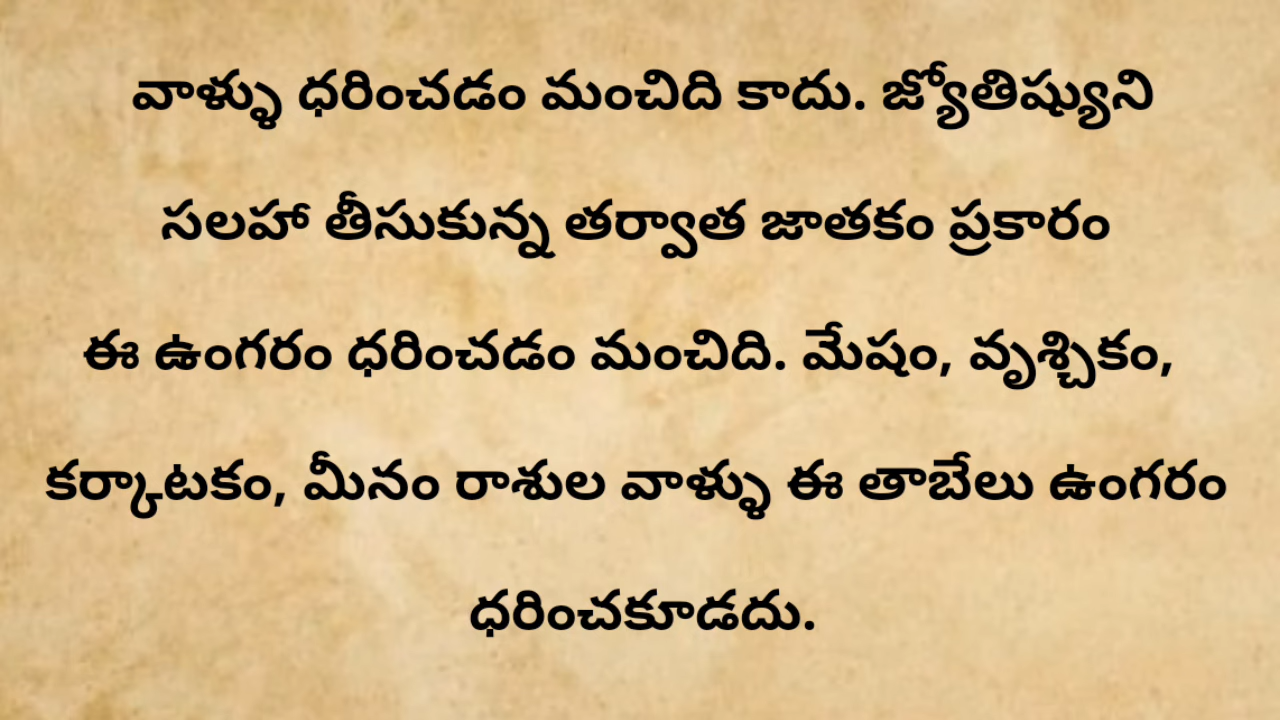 వాళ్ళు ధరించడం మంచిది కాదు. జ్యోతిష్యుని
సలహా తీసుకున్న తర్వాత జాతకం ప్రకారం
ఈ ఉంగరం ధరించడం మంచిది. మేషం, వృశ్చికం,
కర్కాటకం, మీనం రాశుల వాళ్ళు ఈ తాబేలు ఉంగరం
ధరించకూడదు.